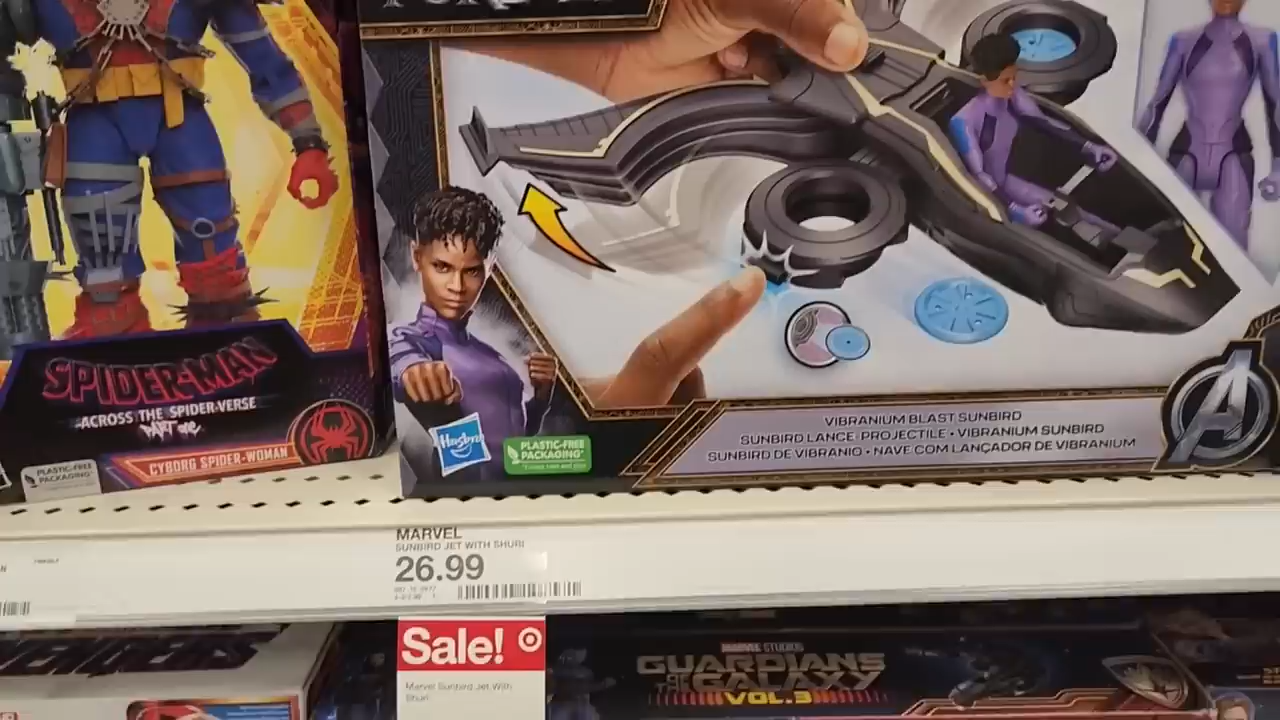 SPIDER-MAN
ACROSS THE SPIDER-VERSE
PART ONE
CYBORG SPIDER-WOMAN
PLASTIC-FREE
PACKAGING*
Hasbro
PLASTIC-FREE
PACKAGING*
VIBRANIUM BLAST SUNBIRD
SUNBIRD LANCE-PROJECTILE • VIBRANIUM SUNBIRD
SUNBIRD DE VIBRANIO • NAVE COM LANÇADOR DE VIBRANIUM
A
MARVEL
SUNBIRD JET WITH SHURI
26.99
Sale!
Marvel Sunbird Jet With
Shuri
MARVEL STUDIOS
GUARDIANS
OF THE GALAXY
VOL.3